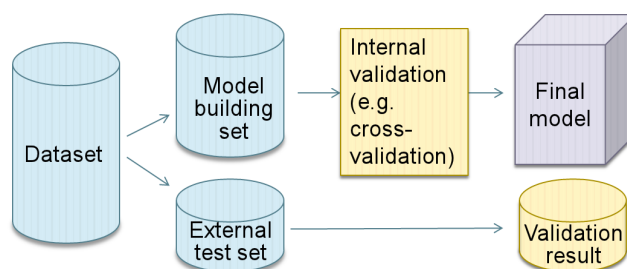 Dataset
Model
building
set
Internal
validation
(e.g.
cross-
validation)
Final
model
External
test set
Validation
result